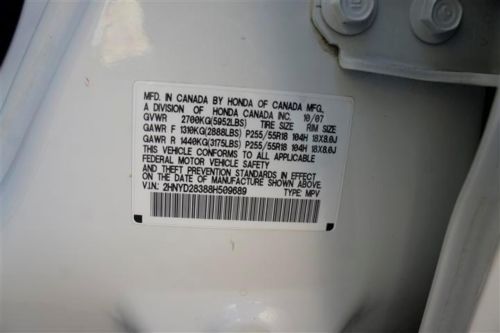 MFD. IN CANADA BY HONDA OF CANADA MFG.
A DIVISION OF HONDA CANADA INC. 10/07
GVWR 2700KG(5952LBS) TIRE SIZE RIM SIZE
GAWR F 1310KG(2888LBS) P255/55R18 104H 18X8.0J
GAWR R 1440KG(3175LBS) P255/55R18 104H 18X8.0J
THIS VEHICLE CONFORMS TO ALL APPLICABLE
FEDERAL MOTOR VEHICLE SAFETY
AND THEFT PREVENTION STANDARDS IN EFFECT
ON THE DATE OF MANUFACTURE SHOWN ABOVE.
V.I.N: 2HNYD28388H509689 TYPE: MPV